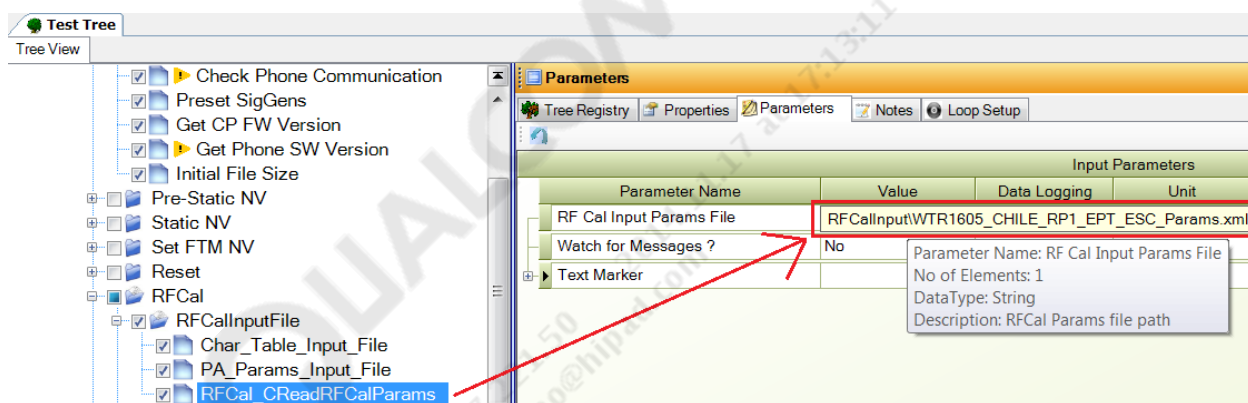 Test Tree
Tree View
Check Phone Communication
Preset SigGens
Get CP FW Version
Get Phone SW Version
Initial File Size
Pre-Static NV
Static NV
Set FTM NV
Reset
RFCal
RFCalInputFile
Char_Table_Input_File
PA_Params_Input_File
RFCal_CReadRFCalParams
Parameters
Tree Registry Properties Parameters Notes Loop Setup
Input Parameters
Parameter Name Value Data Logging Unit
RF Cal Input Params File RFCalInput\WTR1605_CHILE_RP1_EPT_ESC_Params.xml
Watch for Messages ? No
Text Marker
Parameter Name: RF Cal Input Params File
No of Elements: 1
DataType: String
Description: RFCal Params file path